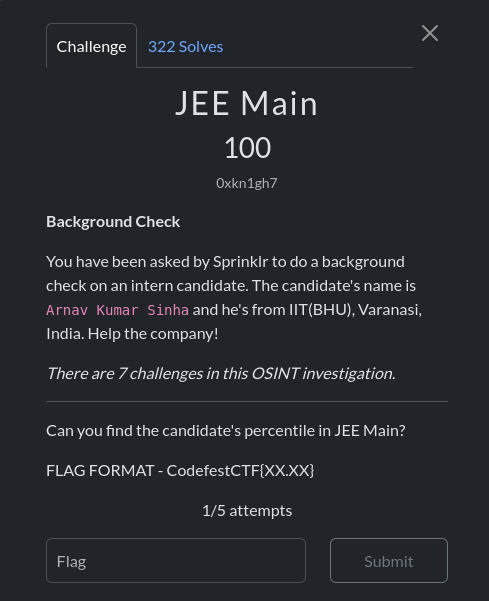 Challenge
322 Solves
JEE Main
100
0xkn1gh7
Background Check
You have been asked by Sprinklr to do a background
check on an intern candidate. The candidate's name is
Arnav Kumar Sinha and he's from IIT(BHU), Varanasi,
India. Help the company!
There are 7 challenges in this OSINT investigation.
Can you find the candidate's percentile in JEE Main?
FLAG FORMAT - CodefestCTF{XX.XX}
1/5 attempts
Flag
Submit